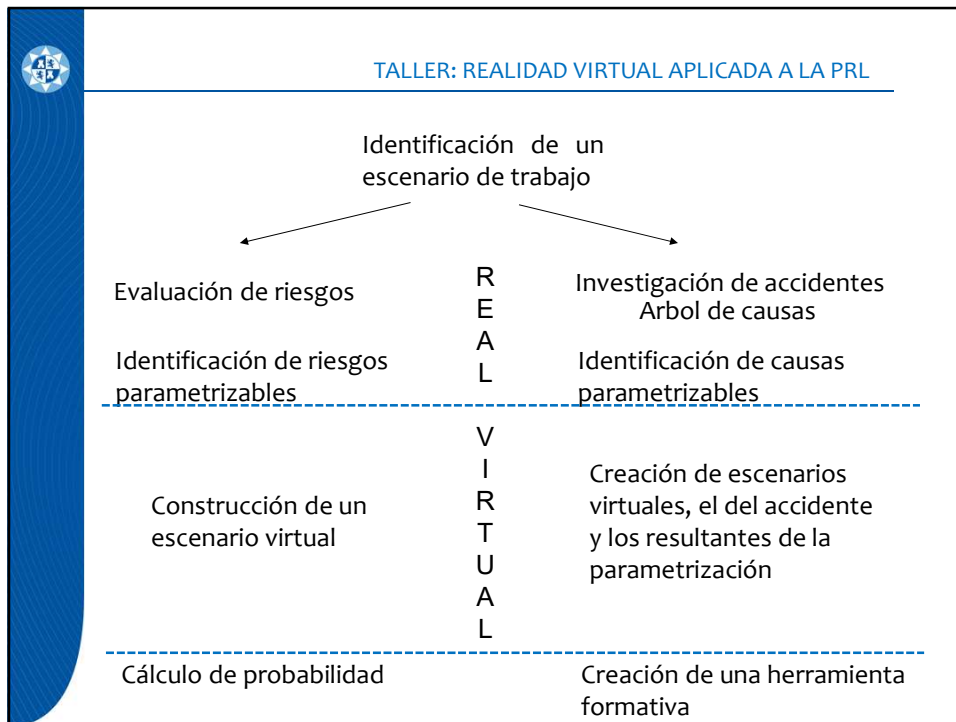 TALLER: REALIDAD VIRTUAL APLICADA A LA PRL
Identificación de un
escenario de trabajo
Evaluación de riesgos
Identificación de riesgos
parametrizables
R
E
A
L
Investigación de accidentes
Arbol de causas
Identificación de causas
parametrizables
Construcción de un
escenario virtual
V
I
R
T
U
A
L
Creación de escenarios
virtuales, el del accidente
y los resultantes de la
parametrización
Cálculo de probabilidad
Creación de una herramienta
formativa